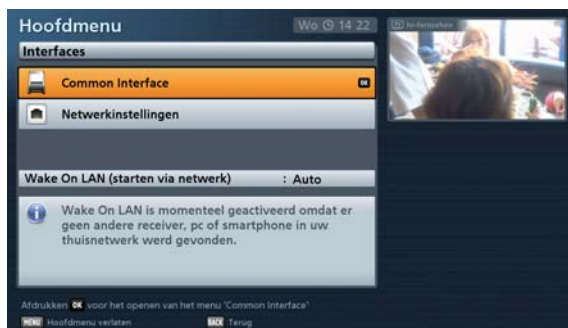 Hoofdmenu
Wo 14 22
Interfaces
Common Interface OK
Netwerkinstellingen
Wake On LAN (starten via netwerk) : Auto
Wake On LAN is momenteel geactiveerd omdat er
geen andere receiver, pc of smartphone in uw
thuisnetwerk werd gevonden.
Afdrukken OK voor het openen van het menu 'Common Interface'
MENU Hoofdmenu verlaten BACK Terug